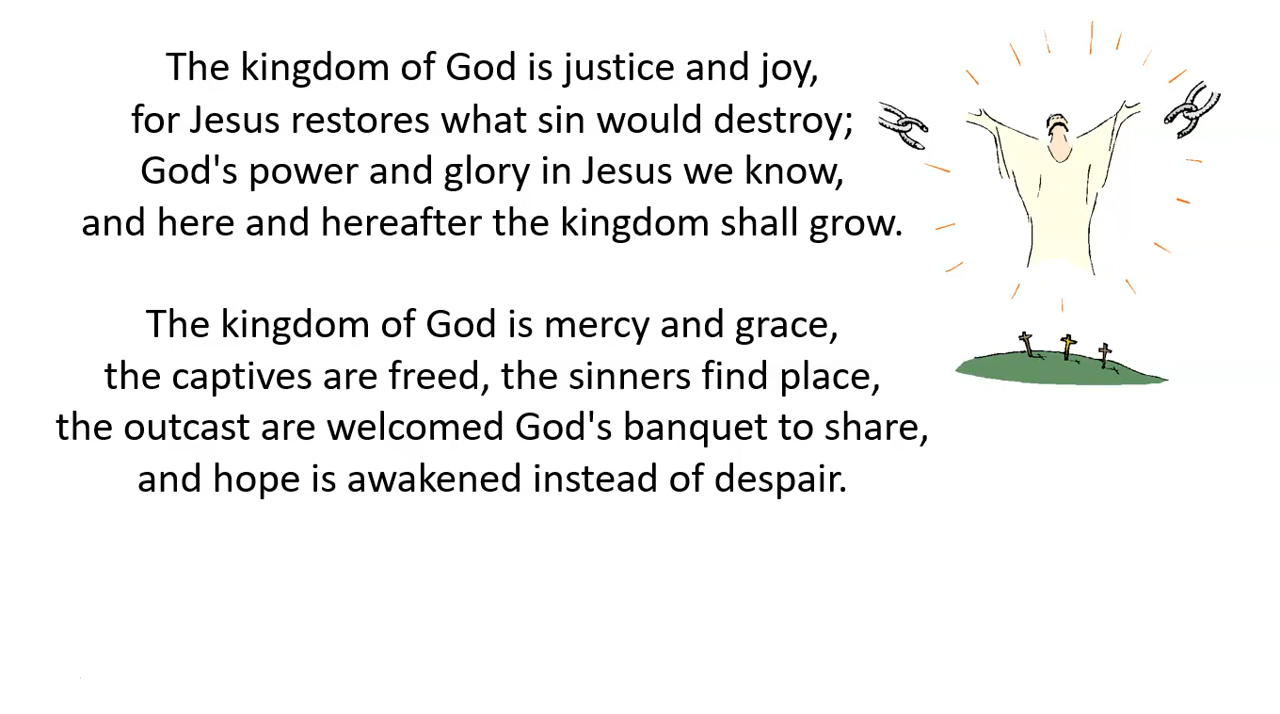 The kingdom of God is justice and joy,
for Jesus restores what sin would destroy;
God's power and glory in Jesus we know,
and here and hereafter the kingdom shall grow.
The kingdom of God is mercy and grace,
the captives are freed, the sinners find place,
the outcast are welcomed God's banquet to share,
and hope is awakened instead of despair.